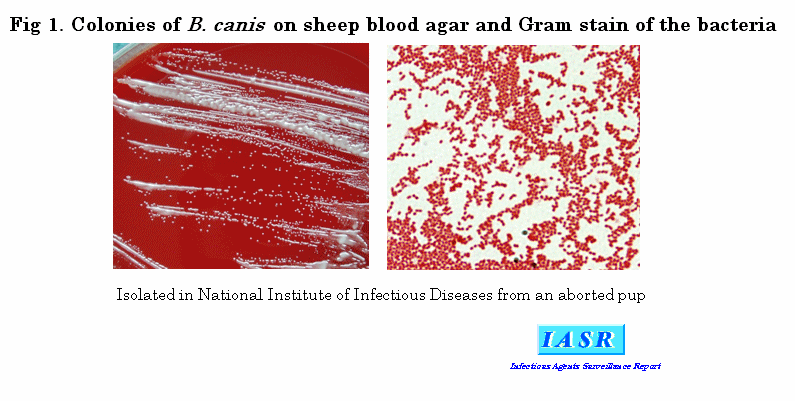 Fig 1. Colonies of B. canis on sheep blood agar and Gram stain of the bacteria
Isolated in National Institute of Infectious Diseases from an aborted pup
IASR
Infectious Agents Surveillance Report